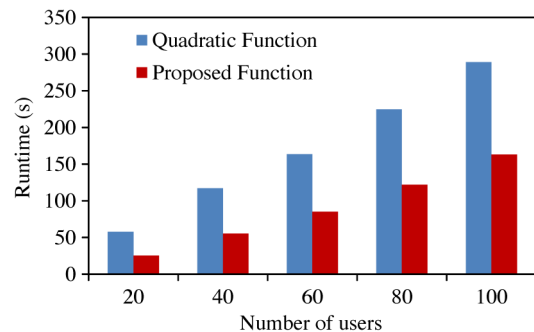 350
300
250
200
150
100
50
0
Runtime (s)
Quadratic Function
Proposed Function
20 40 60 80 100
Number of users